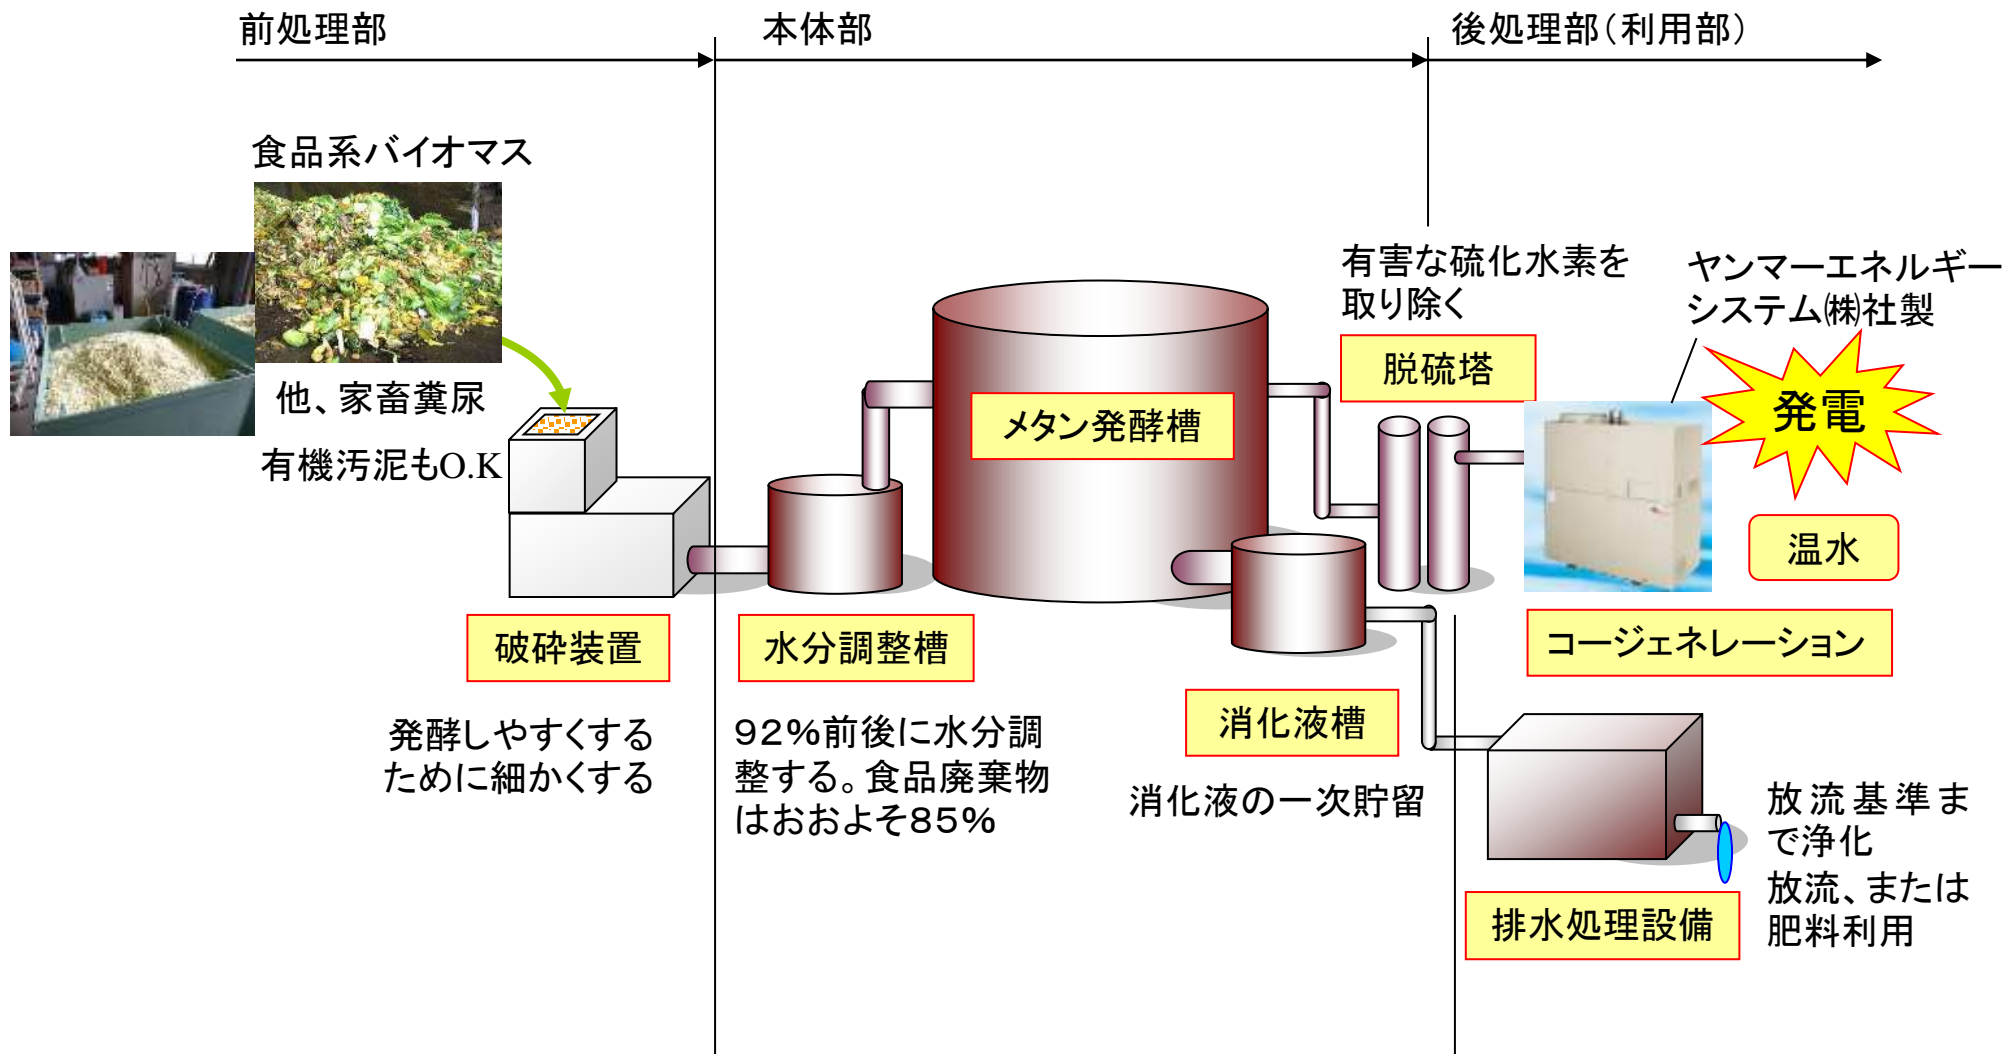 前処理部
本体部
後処理部（利用部）
食品系バイオマス
他、家畜糞尿
有機汚泥もO.K
破砕装置
発酵しやすくする
ために細かくする
水分調整槽
92%前後に水分調
整する。食品廃棄物
はおおよそ85%
メタン発酵槽
消化液槽
消化液の一次貯留
有害な硫化水素を
取り除く
脱硫塔
ヤンマーエネルギー
システム㈱社製
発電
温水
コージェネレーション
排水処理設備
放流基準ま
で浄化
放流、または
肥料利用